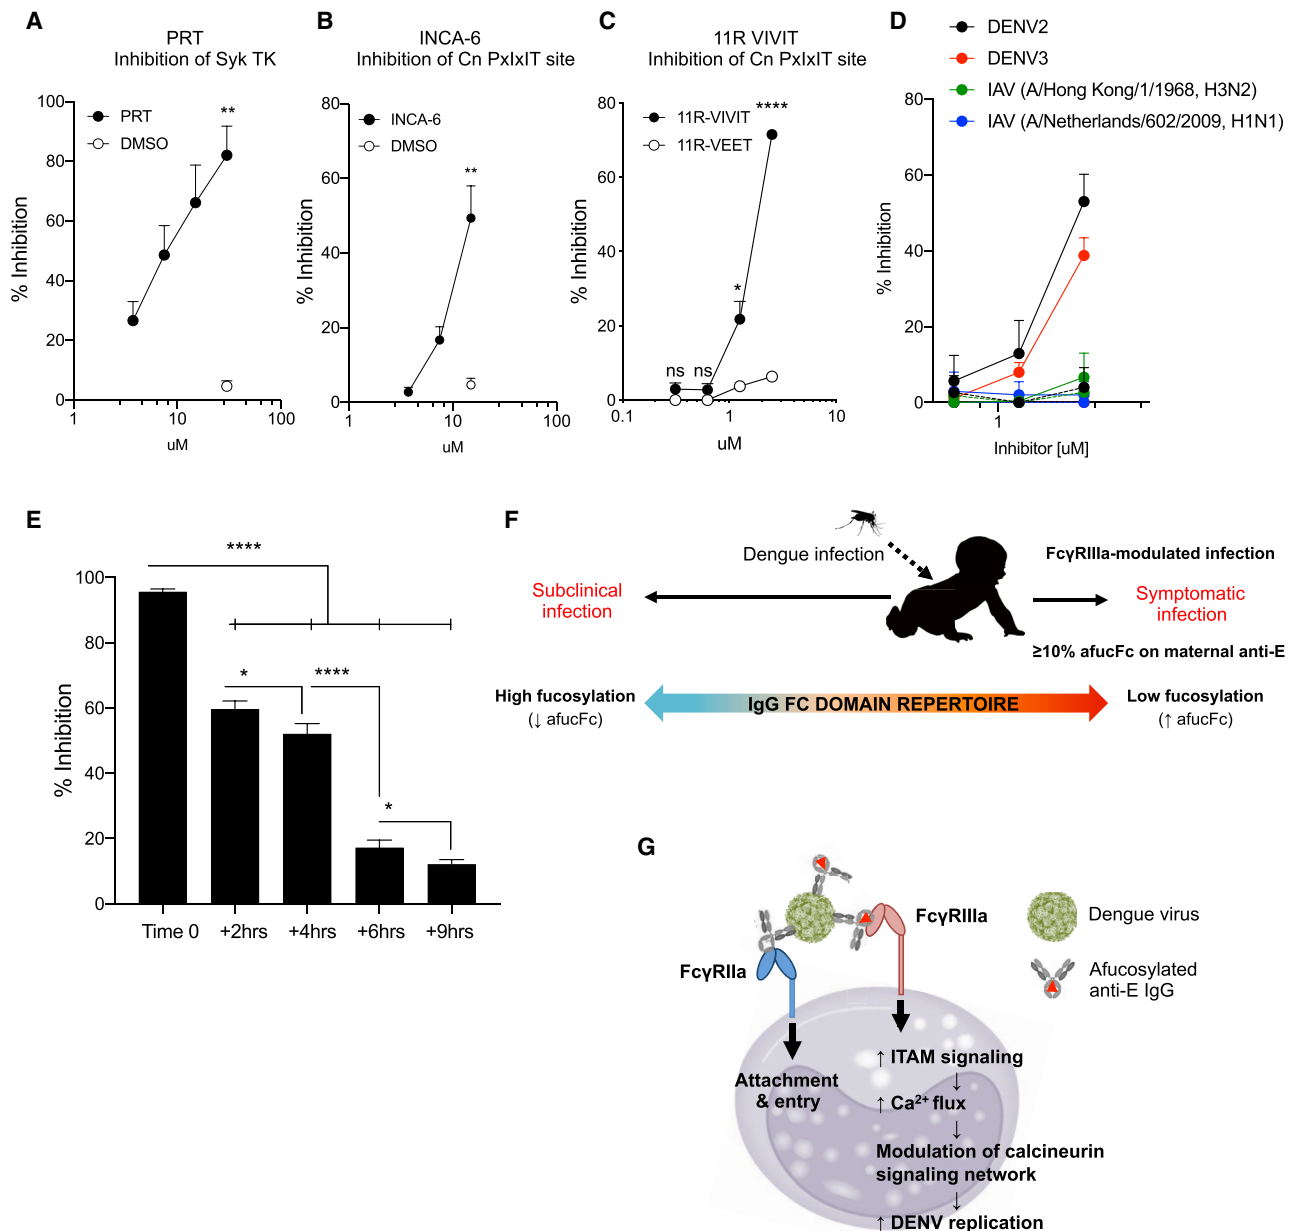 A
PRT
Inhibition of Syk TK
% Inhibition
100
80
60
40
20
0
PRT
DMSO
**
1
10
100
uM
B
INCA-6
Inhibition of Cn PxIxIT site
% Inhibition
80
60
40
20
0
INCA-6
DMSO
**
1
10
100
uM
C
11R VIVIT
Inhibition of Cn PxIxIT site
% Inhibition
80
60
40
20
0
11R-VIVIT
11R-VEET
****
*
ns ns
0.1
1
10
uM
D
DENV2
DENV3
IAV (A/Hong Kong/1/1968, H3N2)
IAV (A/Netherlands/602/2009, H1N1)
% Inhibition
80
60
40
20
0
1
Inhibitor [uM]
E
% Inhibition
100
80
60
40
20
0
****
*
****
*
Time 0
+2hrs
+4hrs
+6hrs
+9hrs
F
Dengue infection
FcγRIIIa-modulated infection
Subclinical
infection
Symptomatic
infection
≥10% afucFc on maternal anti-E
High fucosylation
(↓ afucFc)
IgG FC DOMAIN REPERTOIRE
Low fucosylation
(↑ afucFc)
G
FcγRIIa
FcγRIIIa
Dengue virus
Afucosylated
anti-E IgG
Attachment
& entry
↑ ITAM signaling
↓
↑ Ca²⁺ flux
↓
Modulation of calcineurin
signaling network
↓
↑ DENV replication